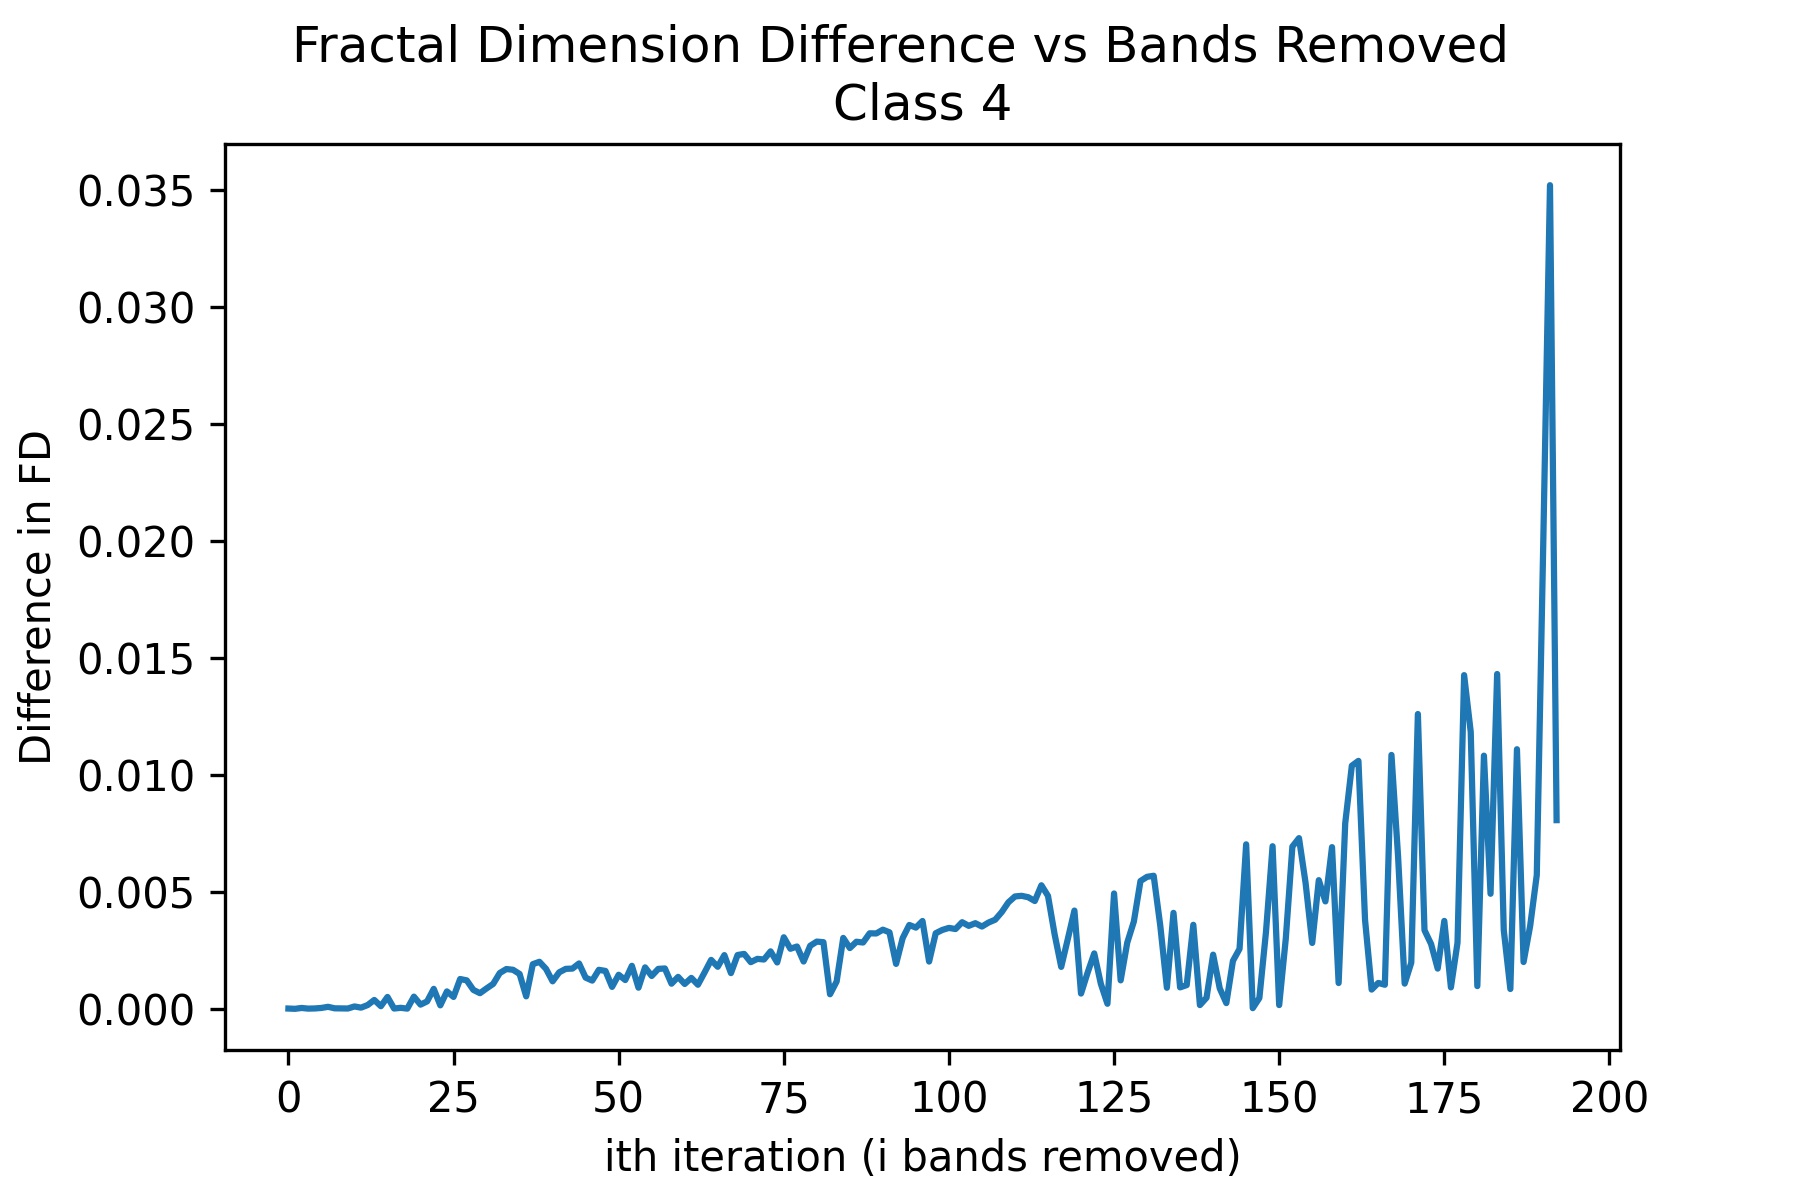 Fractal Dimension Difference vs Bands Removed
Class 4
0.035
0.030
0.025
0.020
0.015
0.010
0.005
0.000
Difference in FD
0 25 50 75 100 125 150 175 200
ith iteration (i bands removed)